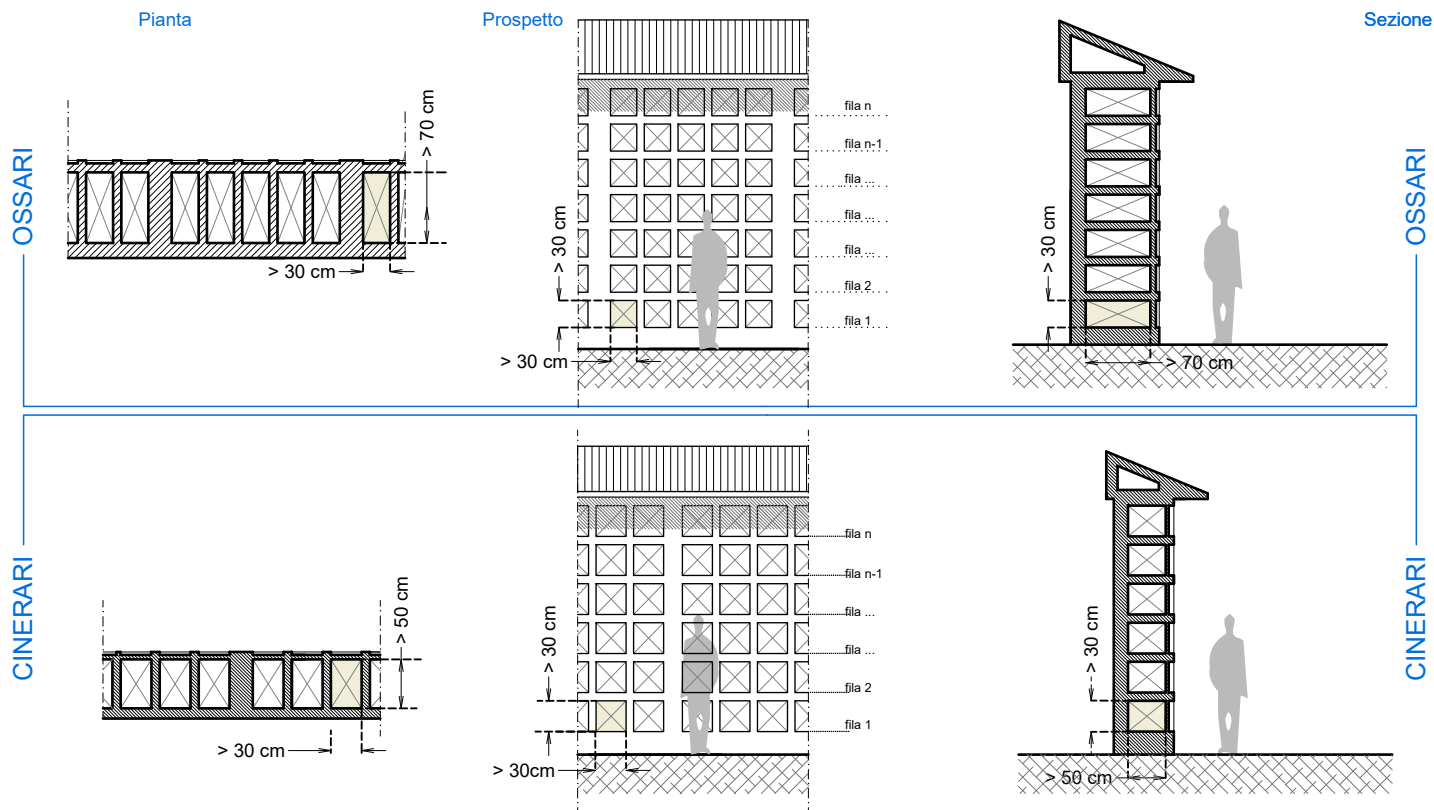 Pianta
Prospetto
Sezione
OSSARI
> 70 cm
> 30 cm
fila n
fila n-1
fila ...
fila ...
fila ...
fila 2
fila 1
> 30 cm
> 30 cm
> 30 cm
> 70 cm
OSSARI
CINERARI
> 50 cm
> 30 cm
fila n
fila n-1
fila ...
fila ...
fila 2
fila 1
> 30 cm
> 30cm
> 30 cm
> 50 cm
CINERARI